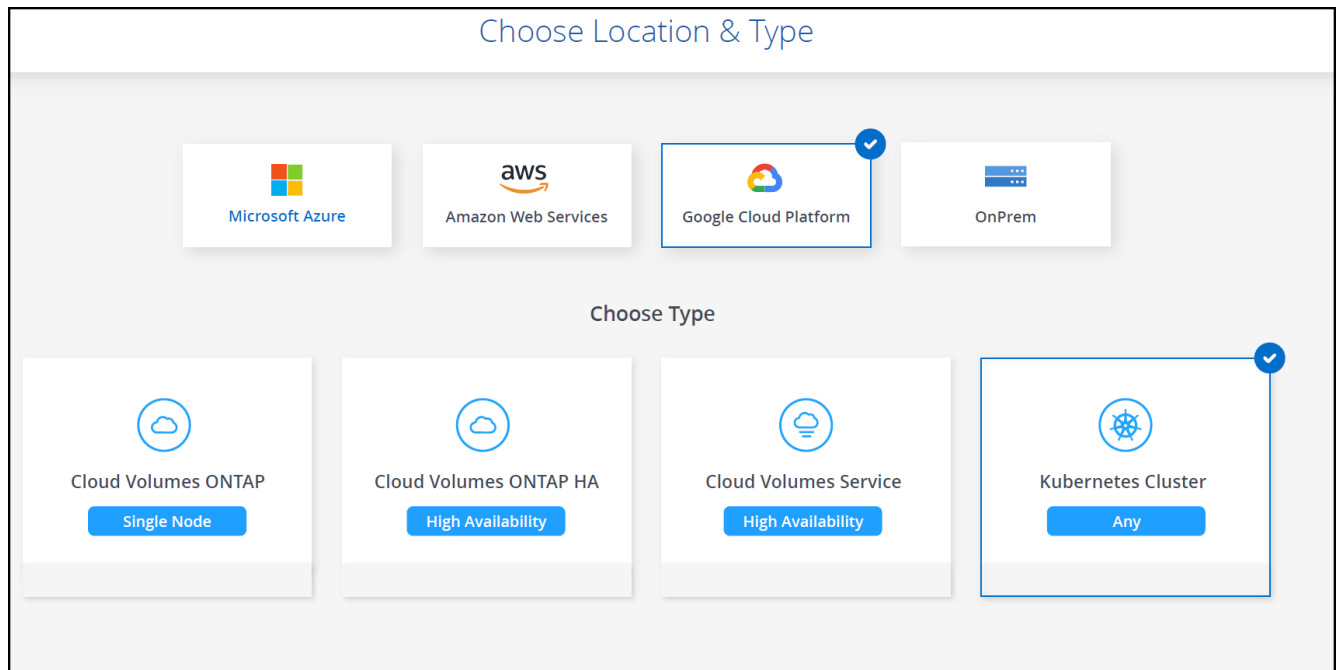 Choose Location & Type
aws
Microsoft Azure
Amazon Web Services
Google Cloud Platform
OnPrem
Choose Type
Cloud Volumes ONTAP
Single Node
Cloud Volumes ONTAP HA
High Availability
Cloud Volumes Service
High Availability
Kubernetes Cluster
Any